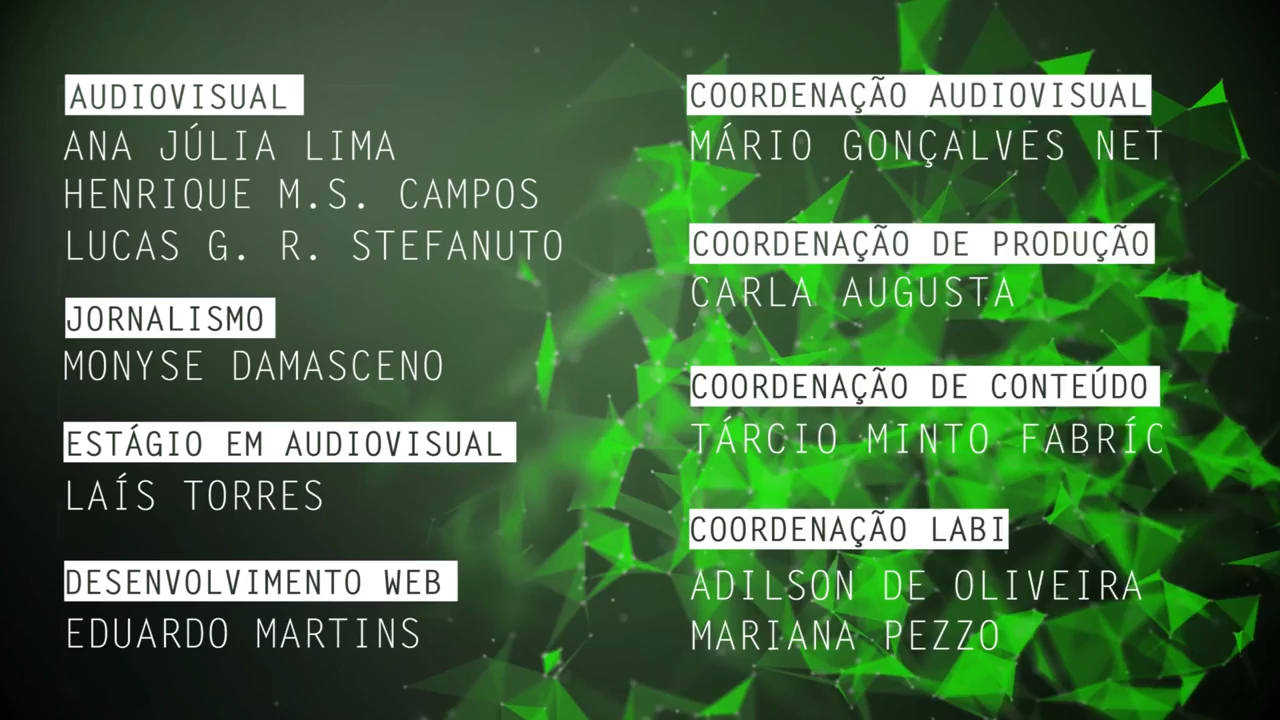 AUDIOVISUAL
ANA JÚLIA LIMA
HENRIQUE M.S. CAMPOS
LUCAS G. R. STEFANUTO
JORNALISMO
MONYSE DAMASCENO
ESTÁGIO EM AUDIOVISUAL
LAÍS TORRES
DESENVOLVIMENTO WEB
EDUARDO MARTINS
COORDENAÇÃO AUDIOVISUAL
MÁRIO GONÇALVES NET
COORDENAÇÃO DE PRODUÇÃO
CARLA AUGUSTA
COORDENAÇÃO DE CONTEÚDO
TÁRCIO MINTO FABRÍC
COORDENAÇÃO LABI
ADILSON DE OLIVEIRA
MARIANA PEZZO